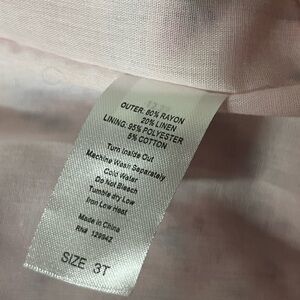 OUTER: 80% RAYON
20% LINEN
LINING: 95% POLYESTER
5% COTTON
Turn Inside Out
Machine Wash Separately
Cold Water
Do Not Bleach
Tumble dry Low
Iron Low Heat
Made in China
RN# 129942
SIZE 3T